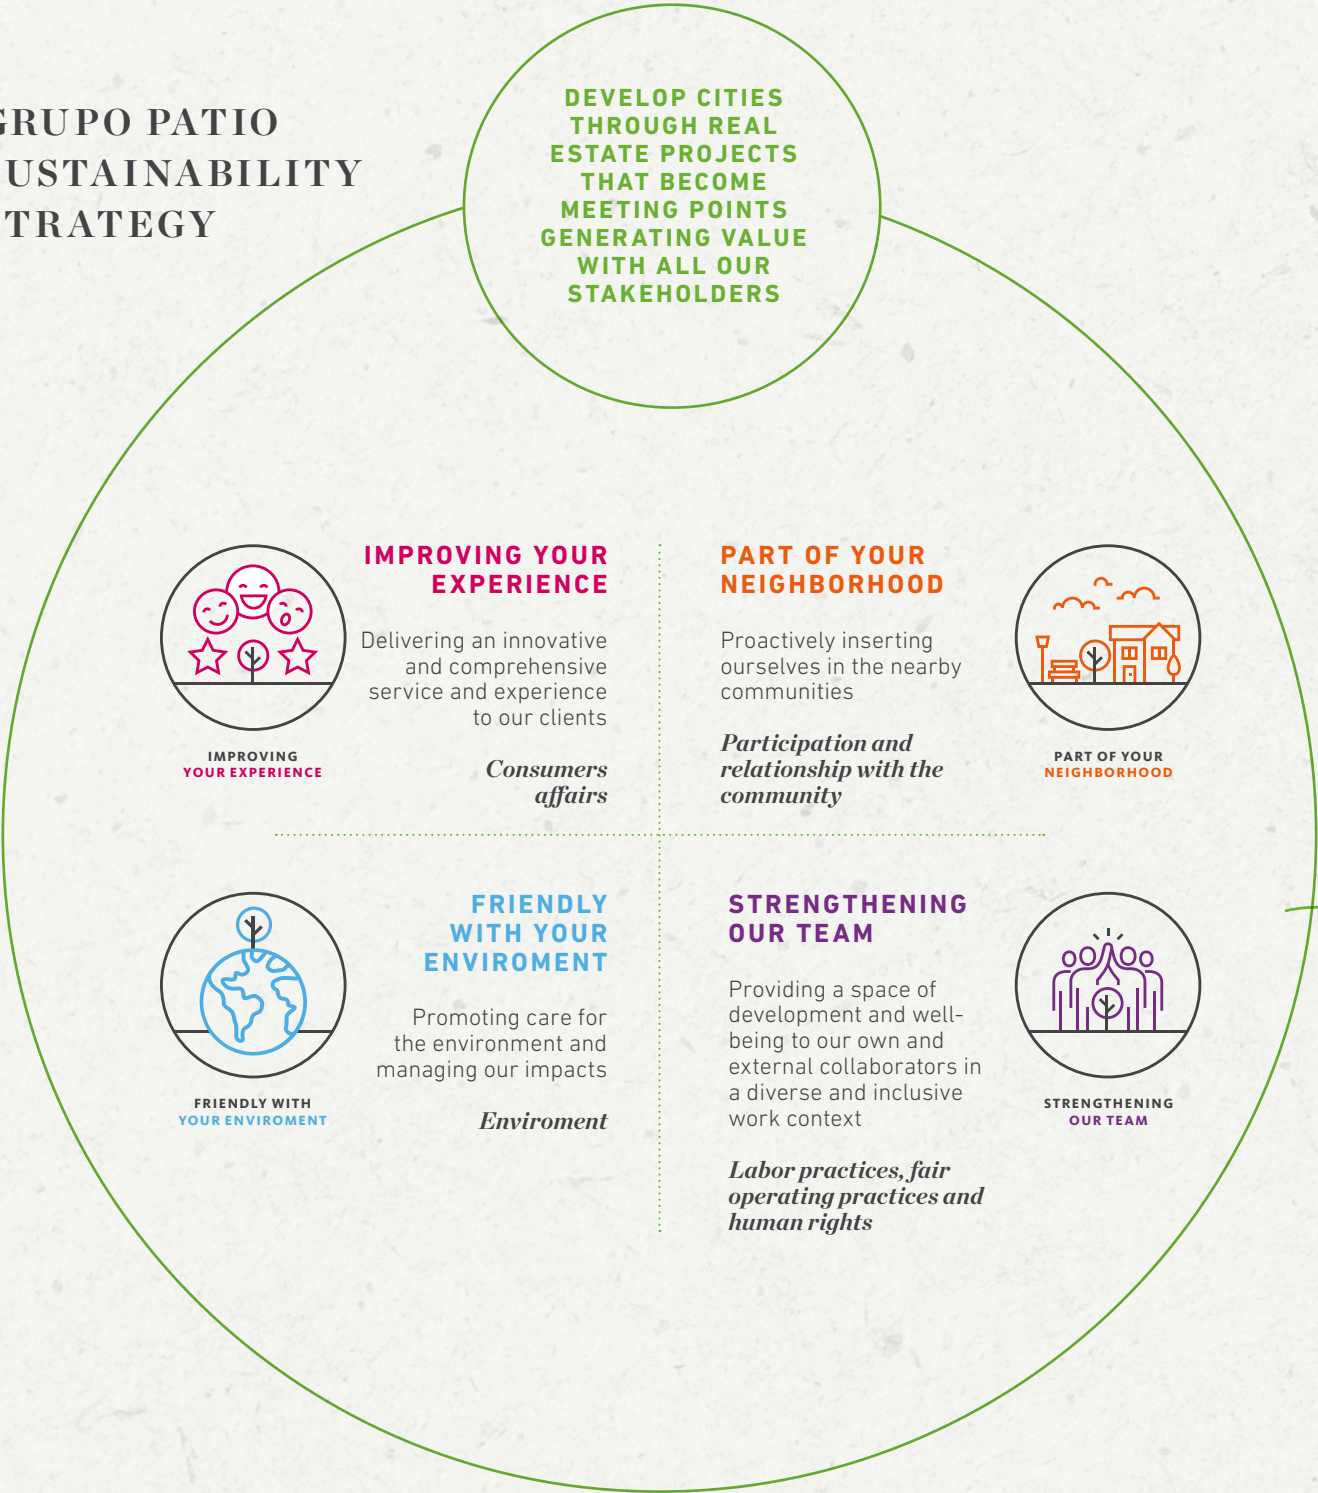 GRUPO PATIO
USTAINABILITY
TRATEGY
DEVELOP CITIES
THROUGH REAL
ESTATE PROJECTS
THAT BECOME
MEETING POINTS
GENERATING VALUE
WITH ALL OUR
STAKEHOLDERS
IMPROVING YOUR
EXPERIENCE
Delivering an innovative
and comprehensive
service and experience
to our clients
Consumers
affairs
IMPROVING
YOUR EXPERIENCE
PART OF YOUR
NEIGHBORHOOD
Proactively inserting
ourselves in the nearby
communities
Participation and
relationship with the
community
PART OF YOUR
NEIGHBORHOOD
FRIENDLY
WITH YOUR
ENVIROMENT
Promoting care for
the environment and
managing our impacts
Enviroment
FRIENDLY WITH
YOUR ENVIROMENT
STRENGTHENING
OUR TEAM
Providing a space of
development and well-
being to our own and
external collaborators in
a diverse and inclusive
work context
Labor practices, fair
operating practices and
human rights
STRENGTHENING
OUR TEAM